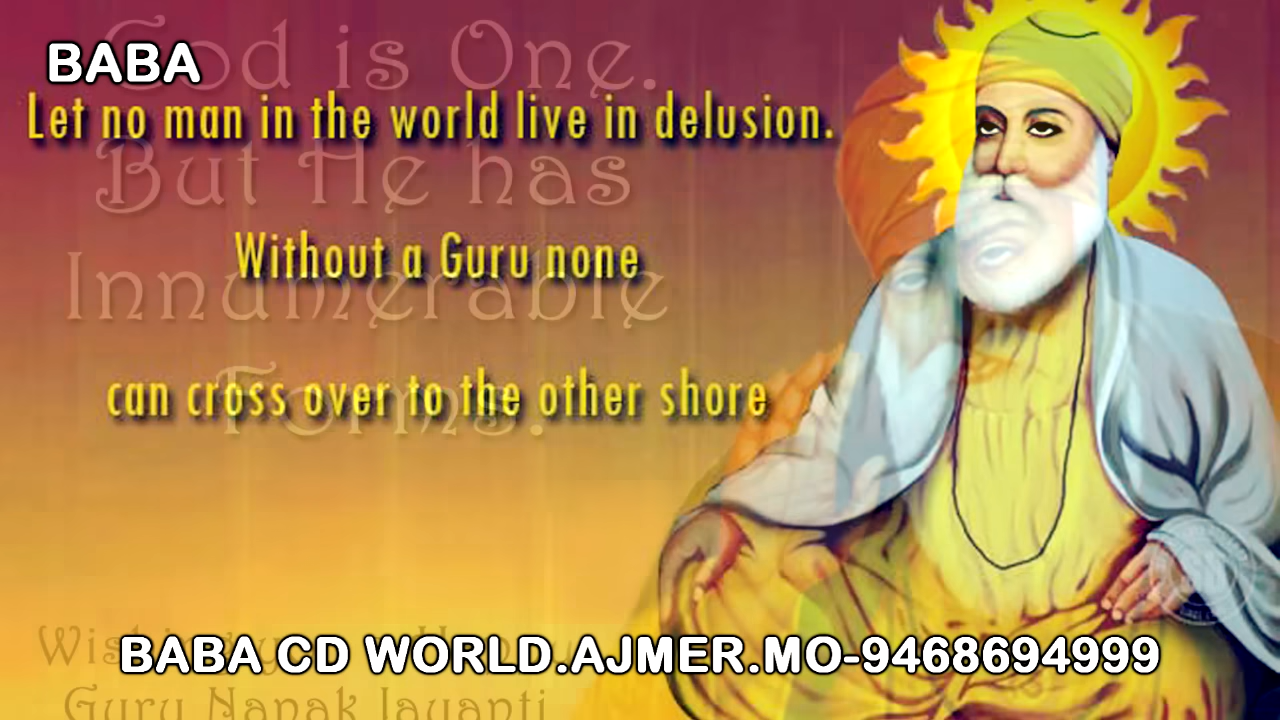 God is One.
BABA
Let no man in the world live in delusion.
But He has
Without a Guru none
Innumerable
Forms.
can cross over to the other shore
BABA CD WORLD.AJMER.MO-9468694999
Guru Nanak Jayanti